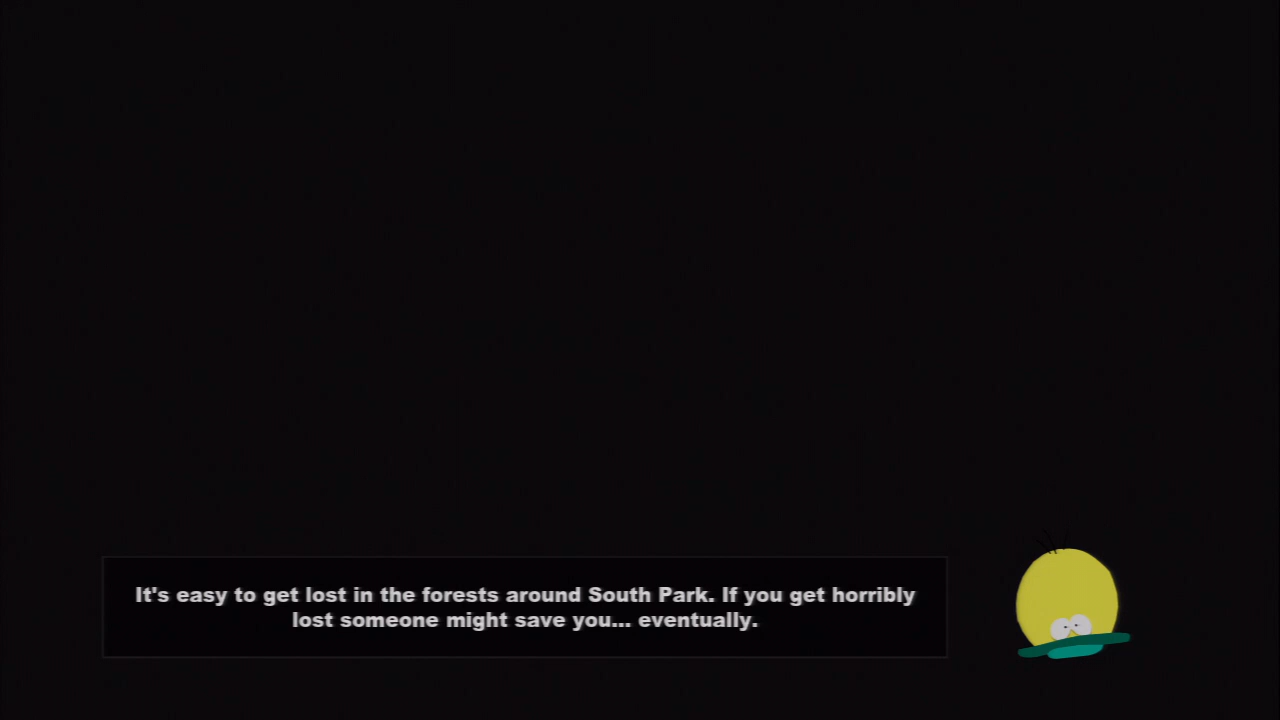 It's easy to get lost in the forests around South Park. If you get horribly
lost someone might save you... eventually.